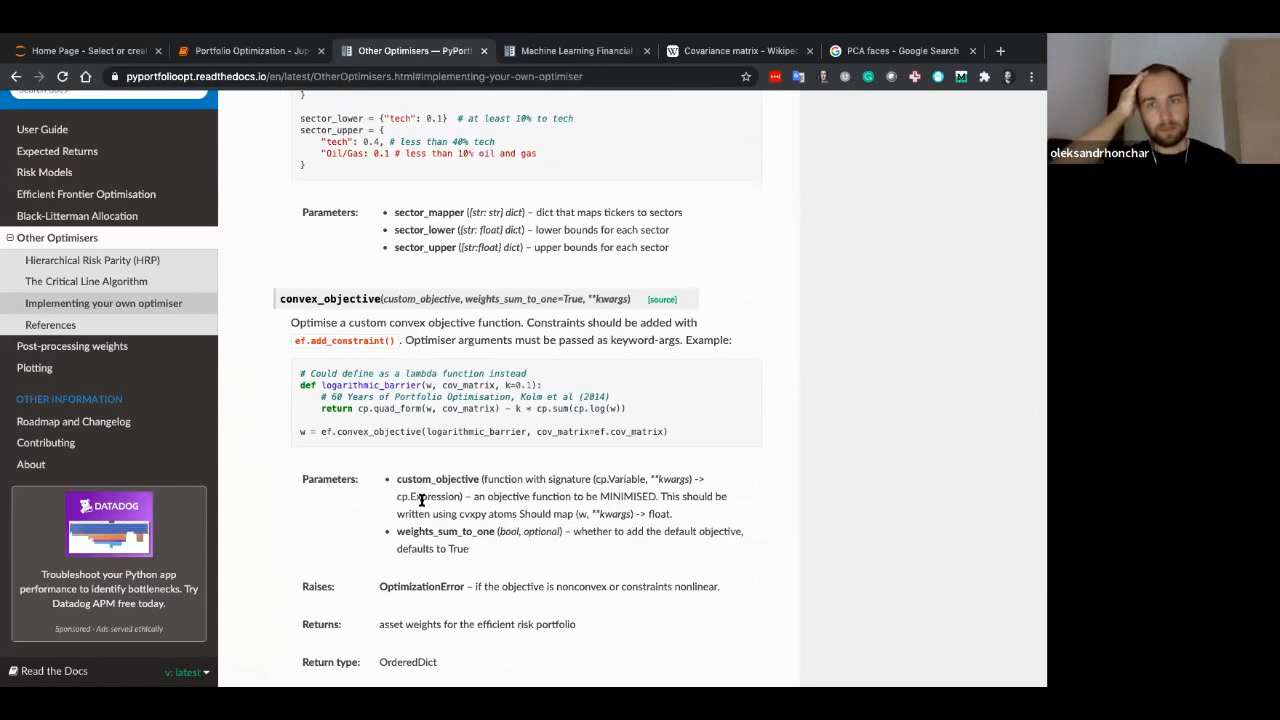 Home Page - Select or creat
Portfolio Optimization - Jup
Other Optimisers — PyPort
Machine Learning Financial
Covariance matrix - Wikiped
PCA faces - Google Search
pyportfolioopt.readthedocs.io/en/latest/OtherOptimisers.html#implementing-your-own-optimiser
Search docs
User Guide
Expected Returns
Risk Models
Efficient Frontier Optimisation
Black-Litterman Allocation
Other Optimisers
Hierarchical Risk Parity (HRP)
The Critical Line Algorithm
Implementing your own optimiser
References
Post-processing weights
Plotting
OTHER INFORMATION
Roadmap and Changelog
Contributing
About
DATADOG
Troubleshoot your Python app
performance to identify bottlenecks. Try
Datadog APM free today.
Sponsored · Ads served ethically
Read the Docs
v: latest
}
sector_lower = {"tech": 0.1}  # at least 10% to tech
sector_upper = {
"tech": 0.4, # less than 40% tech
"Oil/Gas: 0.1 # less than 10% oil and gas
}
Parameters:
• sector_mapper ({str: str} dict) – dict that maps tickers to sectors
• sector_lower ({str: float} dict) – lower bounds for each sector
• sector_upper ({str:float} dict) – upper bounds for each sector
convex_objective(custom_objective, weights_sum_to_one=True, **kwargs) [source]
Optimise a custom convex objective function. Constraints should be added with
ef.add_constraint() . Optimiser arguments must be passed as keyword-args. Example:
# Could define as a lambda function instead
def logarithmic_barrier(w, cov_matrix, k=0.1):
# 60 Years of Portfolio Optimisation, Kolm et al (2014)
return cp.quad_form(w, cov_matrix) - k * cp.sum(cp.log(w))
w = ef.convex_objective(logarithmic_barrier, cov_matrix=ef.cov_matrix)
Parameters:
• custom_objective (function with signature (cp.Variable, **kwargs) ->
cp.Expression) – an objective function to be MINIMISED. This should be
written using cvxpy atoms Should map (w, **kwargs) -> float.
• weights_sum_to_one (bool, optional) – whether to add the default objective,
defaults to True
Raises: OptimizationError – if the objective is nonconvex or constraints nonlinear.
Returns: asset weights for the efficient risk portfolio
Return type: OrderedDict
oleksandrhonchar